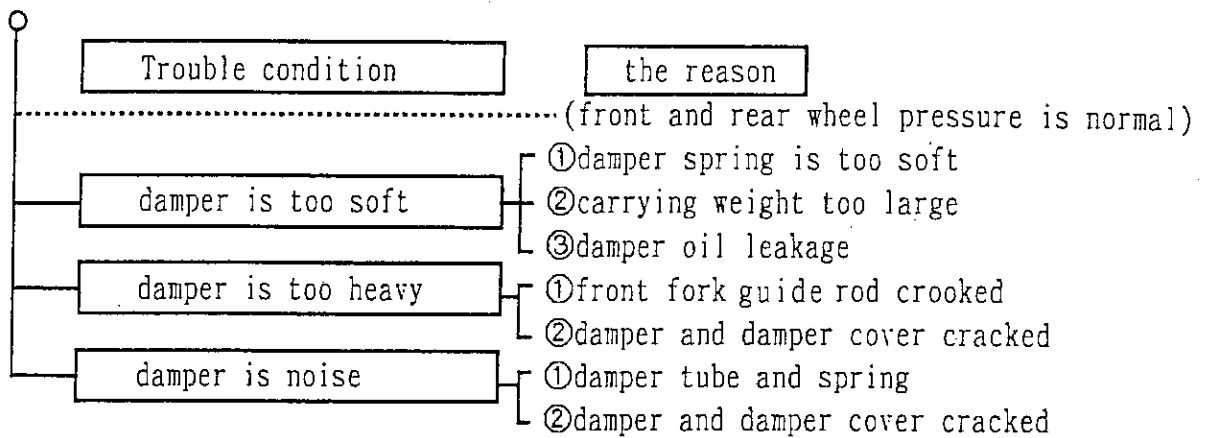 Trouble condition
the reason
(front and rear wheel pressure is normal)
damper is too soft
①damper spring is too soft
②carrying weight too large
③damper oil leakage
damper is too heavy
①front fork guide rod crooked
②damper and damper cover cracked
damper is noise
①damper tube and spring
②damper and damper cover cracked